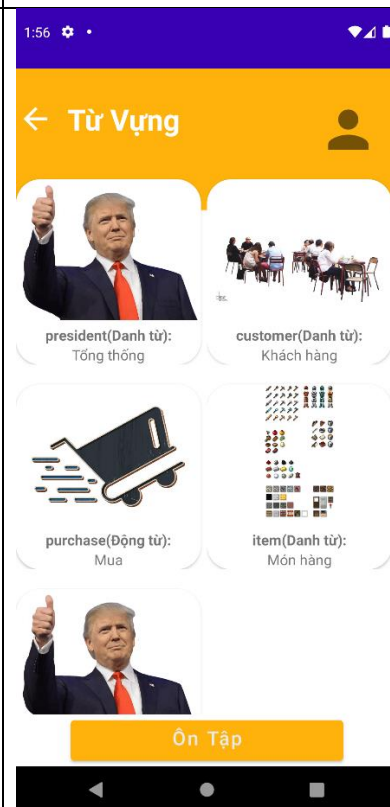 1:56
Từ Vựng
president(Danh từ):
Tổng thống
customer(Danh từ):
Khách hàng
purchase(Động từ):
Mua
item(Danh từ):
Món hàng
Ôn Tập